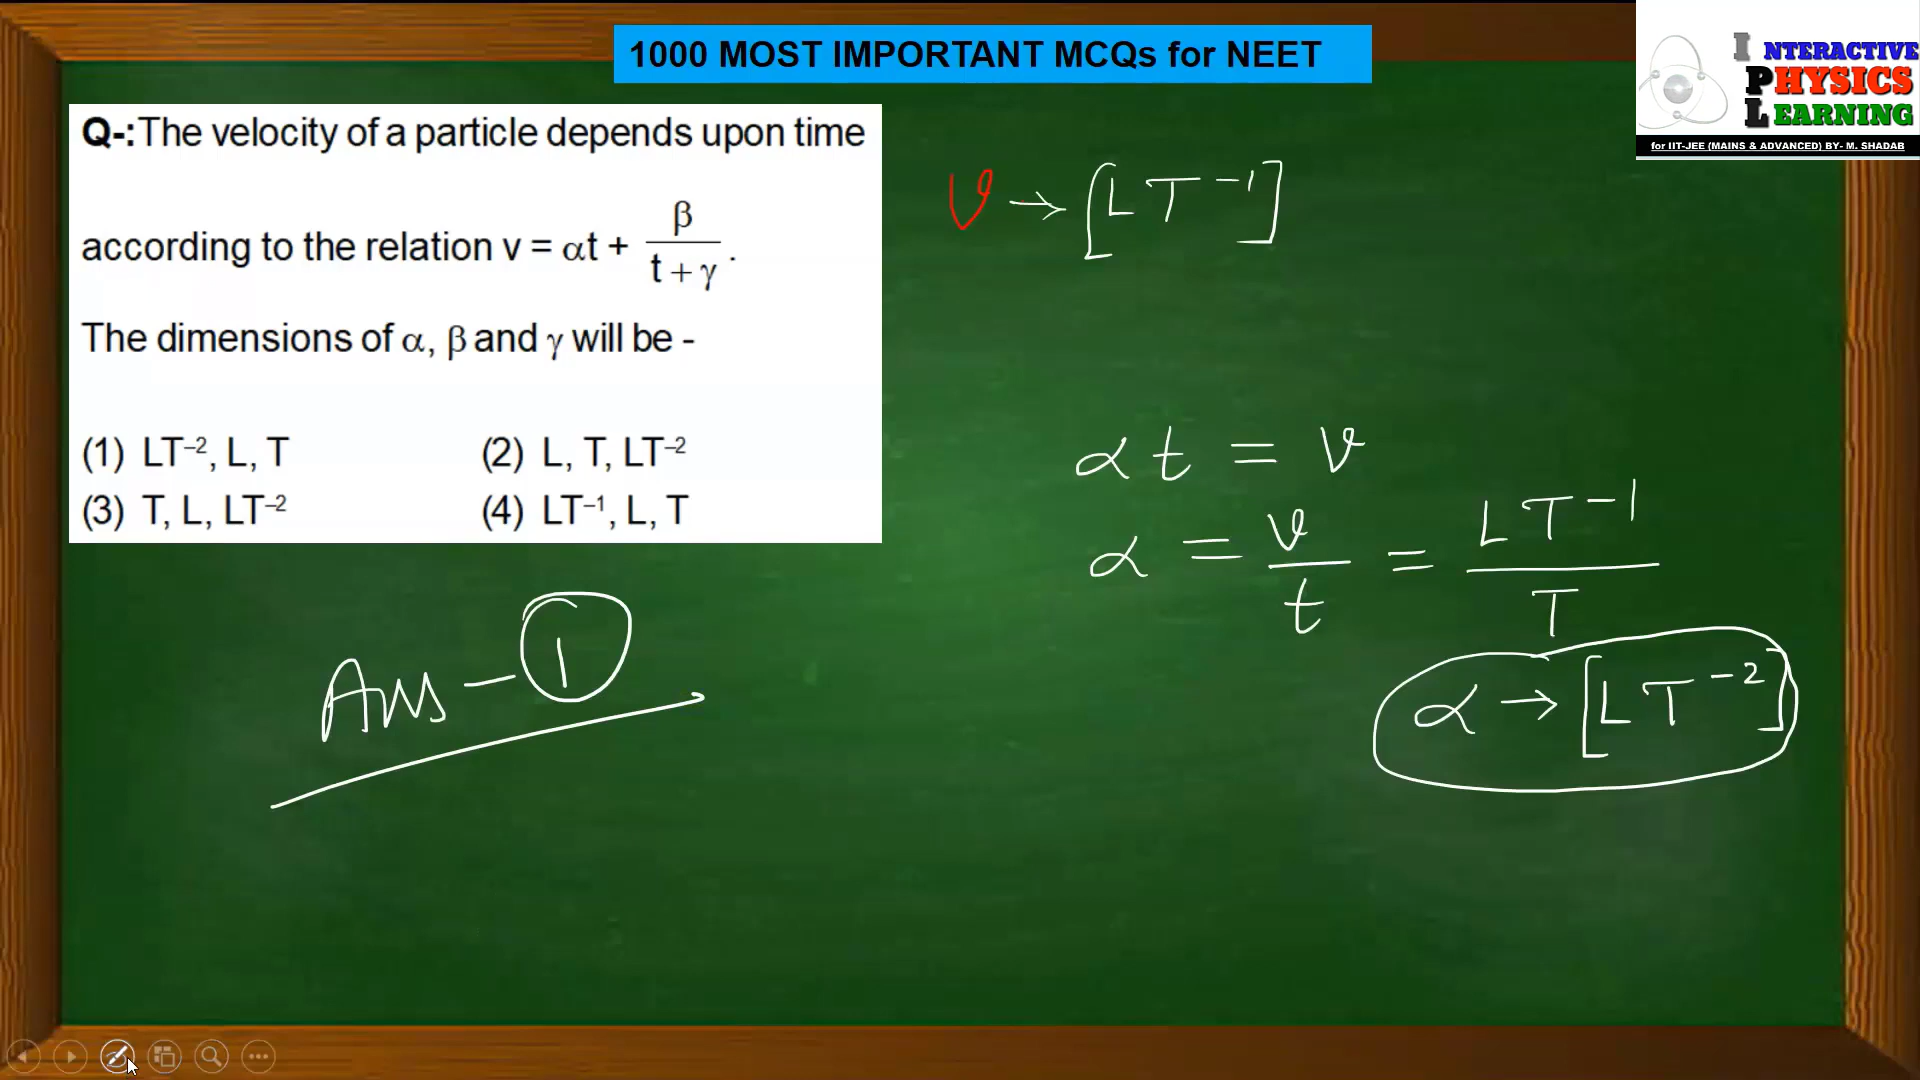 1000 MOST IMPORTANT MCQs for NEET
INTERACTIVE
PHYSICS
LEARNING
for IIT-JEE (MAINS & ADVANCED) BY- M. SHADAB
Q-:The velocity of a particle depends upon time
according to the relation v = αt + β / (t + γ).
The dimensions of α, β and γ will be -
(1) LT⁻², L, T
(2) L, T, LT⁻²
(3) T, L, LT⁻²
(4) LT⁻¹, L, T
v → [LT⁻¹]
αt = v
α = v/t = LT⁻¹/T
α → [LT⁻²]
Ans - 1